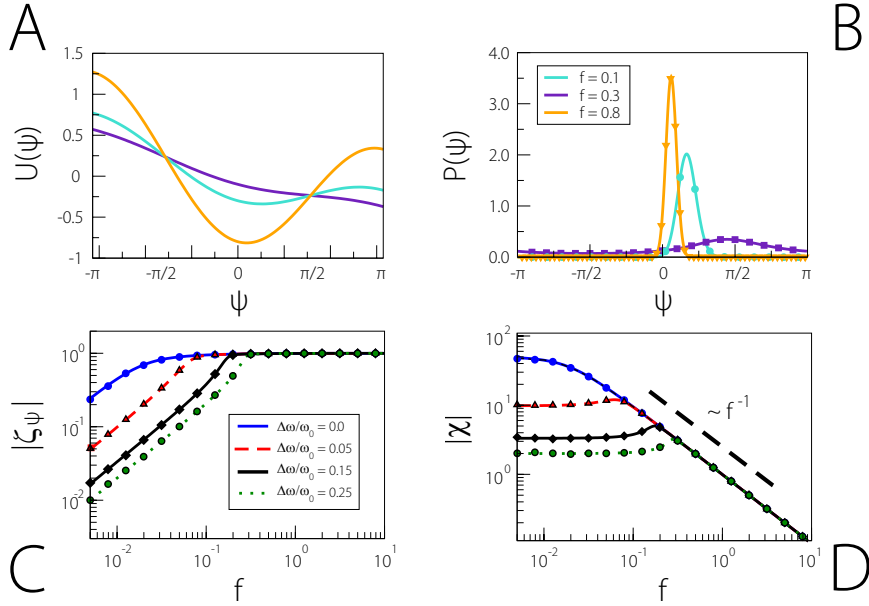 A
B
1.5
1
0.5
0
-0.5
-1
U(ψ)
-π
-π/2
0
π/2
π
ψ
4.0
3.0
2.0
1.0
0.0
P(ψ)
f = 0.1
f = 0.3
f = 0.8
-π
-π/2
0
π/2
π
ψ
10⁰
10⁻¹
10⁻²
|ζψ|
Δω/ω₀ = 0.0
Δω/ω₀ = 0.05
Δω/ω₀ = 0.15
Δω/ω₀ = 0.25
10⁻²
10⁻¹
10⁰
10¹
f
10²
10¹
10⁰
|χ|
~f⁻¹
10⁻²
10⁻¹
10⁰
10¹
f
C
D